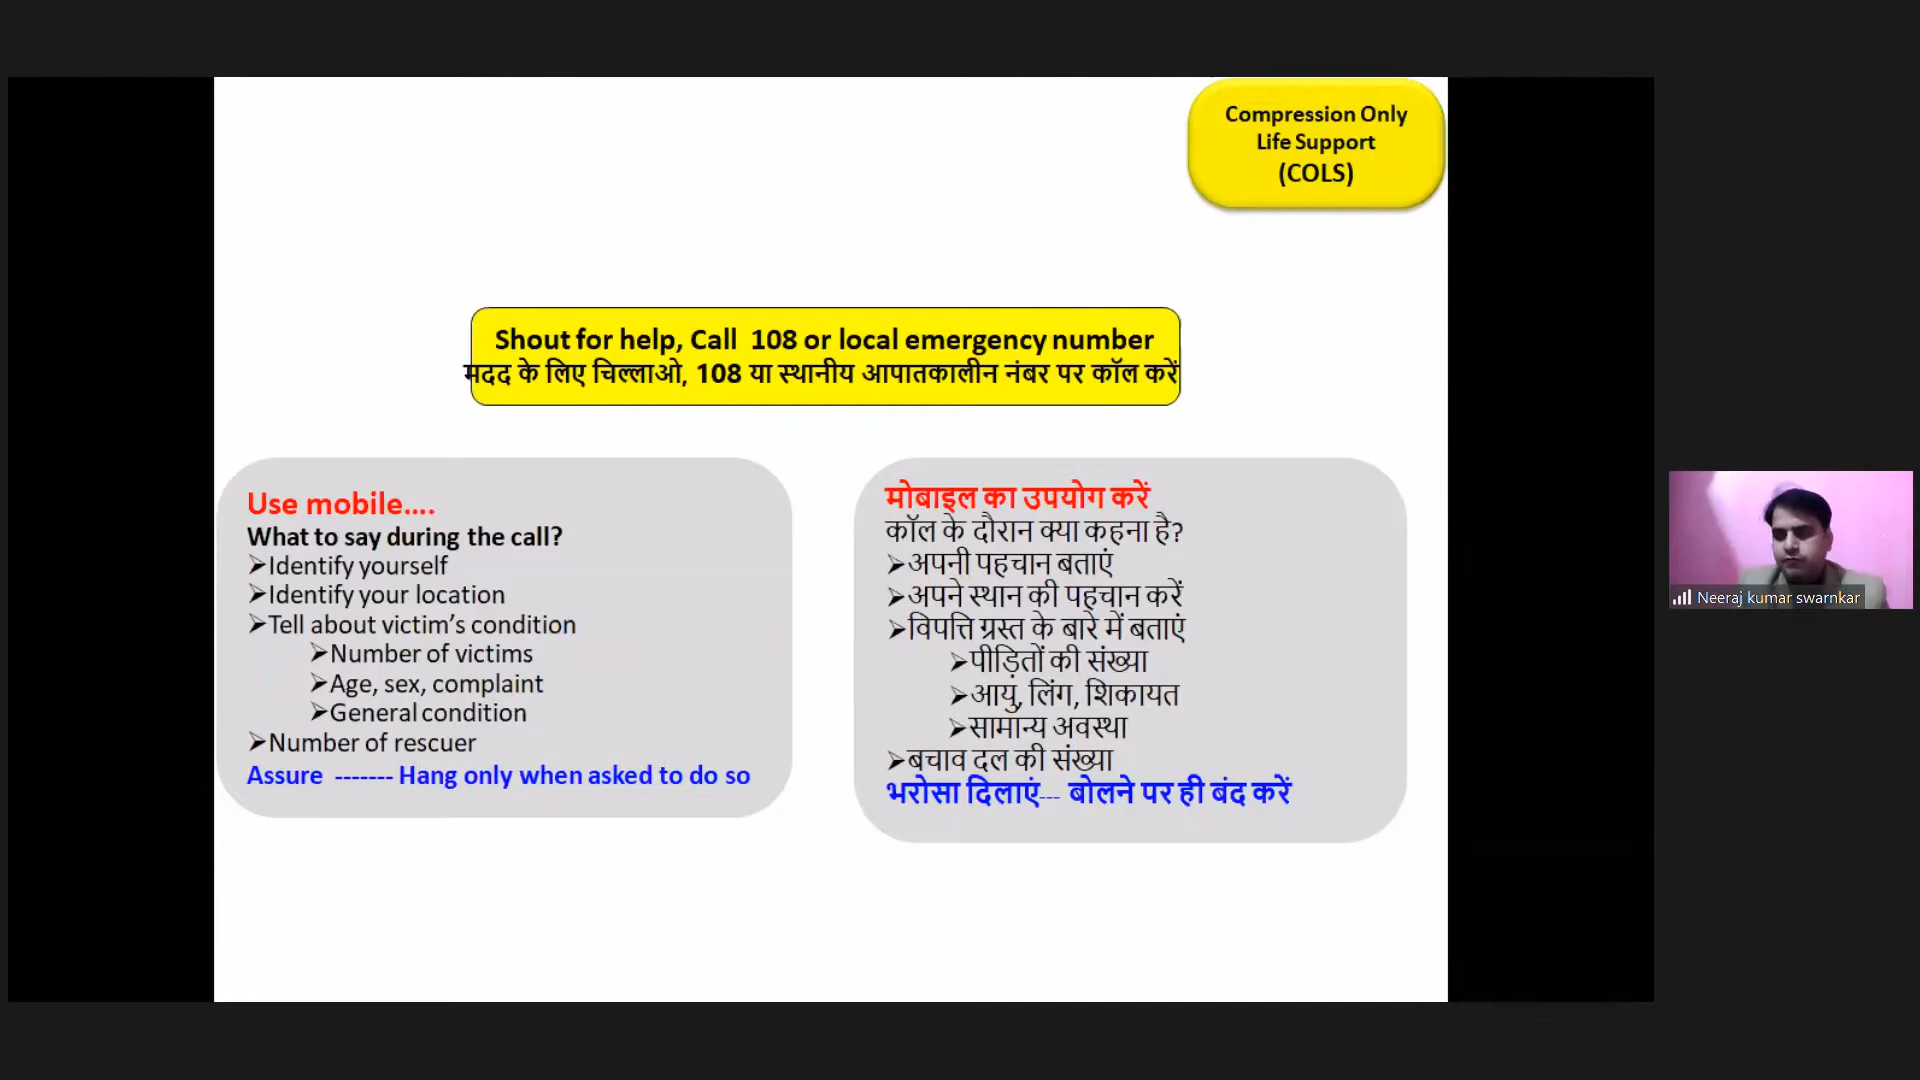 Compression Only
Life Support
(COLS)
Shout for help, Call 108 or local emergency number
मदद के लिए चिल्लाओ, 108 या स्थानीय आपातकालीन नंबर पर कॉल करें
Use mobile....
What to say during the call?
➢Identify yourself
➢Identify your location
➢Tell about victim’s condition
➢Number of victims
➢Age, sex, complaint
➢General condition
➢Number of rescuer
Assure ------- Hang only when asked to do so
मोबाइल का उपयोग करें
कॉल के दौरान क्या कहना है?
➢अपनी पहचान बताएं
➢अपने स्थान की पहचान करें
➢विपत्ति ग्रस्त के बारे में बताएं
➢पीड़ितों की संख्या
➢आयु, लिंग, शिकायत
➢सामान्य अवस्था
➢बचाव दल की संख्या
भरोसा दिलाएं--- बोलने पर ही बंद करें
Neeraj kumar swarnkar